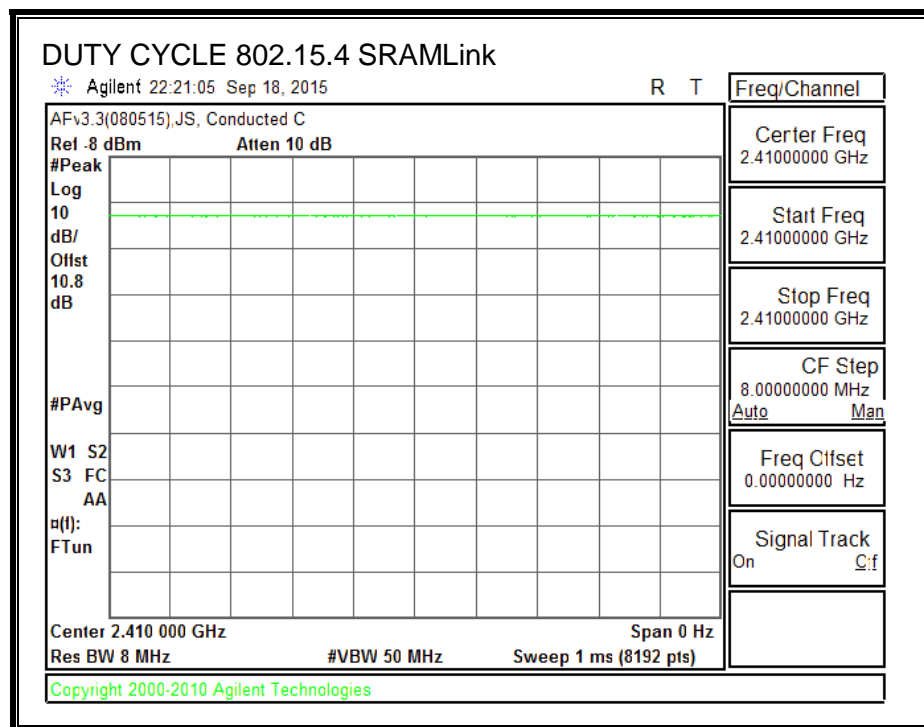 DUTY CYCLE 802.15.4 SRAMLink
Agilent 22:21:05 Sep 18, 2015
R T
Freq/Channel
AFv3.3(080515),JS, Conducted C
Ref -8 dBm
Atten 10 dB
#Peak
Log
10
dB/
Offst
10.8
dB
#PAvg
W1 S2
S3 FC
AA
¤(f):
FTun
Center 2.410 000 GHz
Span 0 Hz
Res BW 8 MHz
#VBW 50 MHz
Sweep 1 ms (8192 pts)
Copyright 2000-2010 Agilent Technologies
Center Freq
2.41000000 GHz
Start Freq
2.41000000 GHz
Stop Freq
2.41000000 GHz
CF Step
8.00000000 MHz
Auto Man
Freq Offset
0.00000000 Hz
Signal Track
On Off